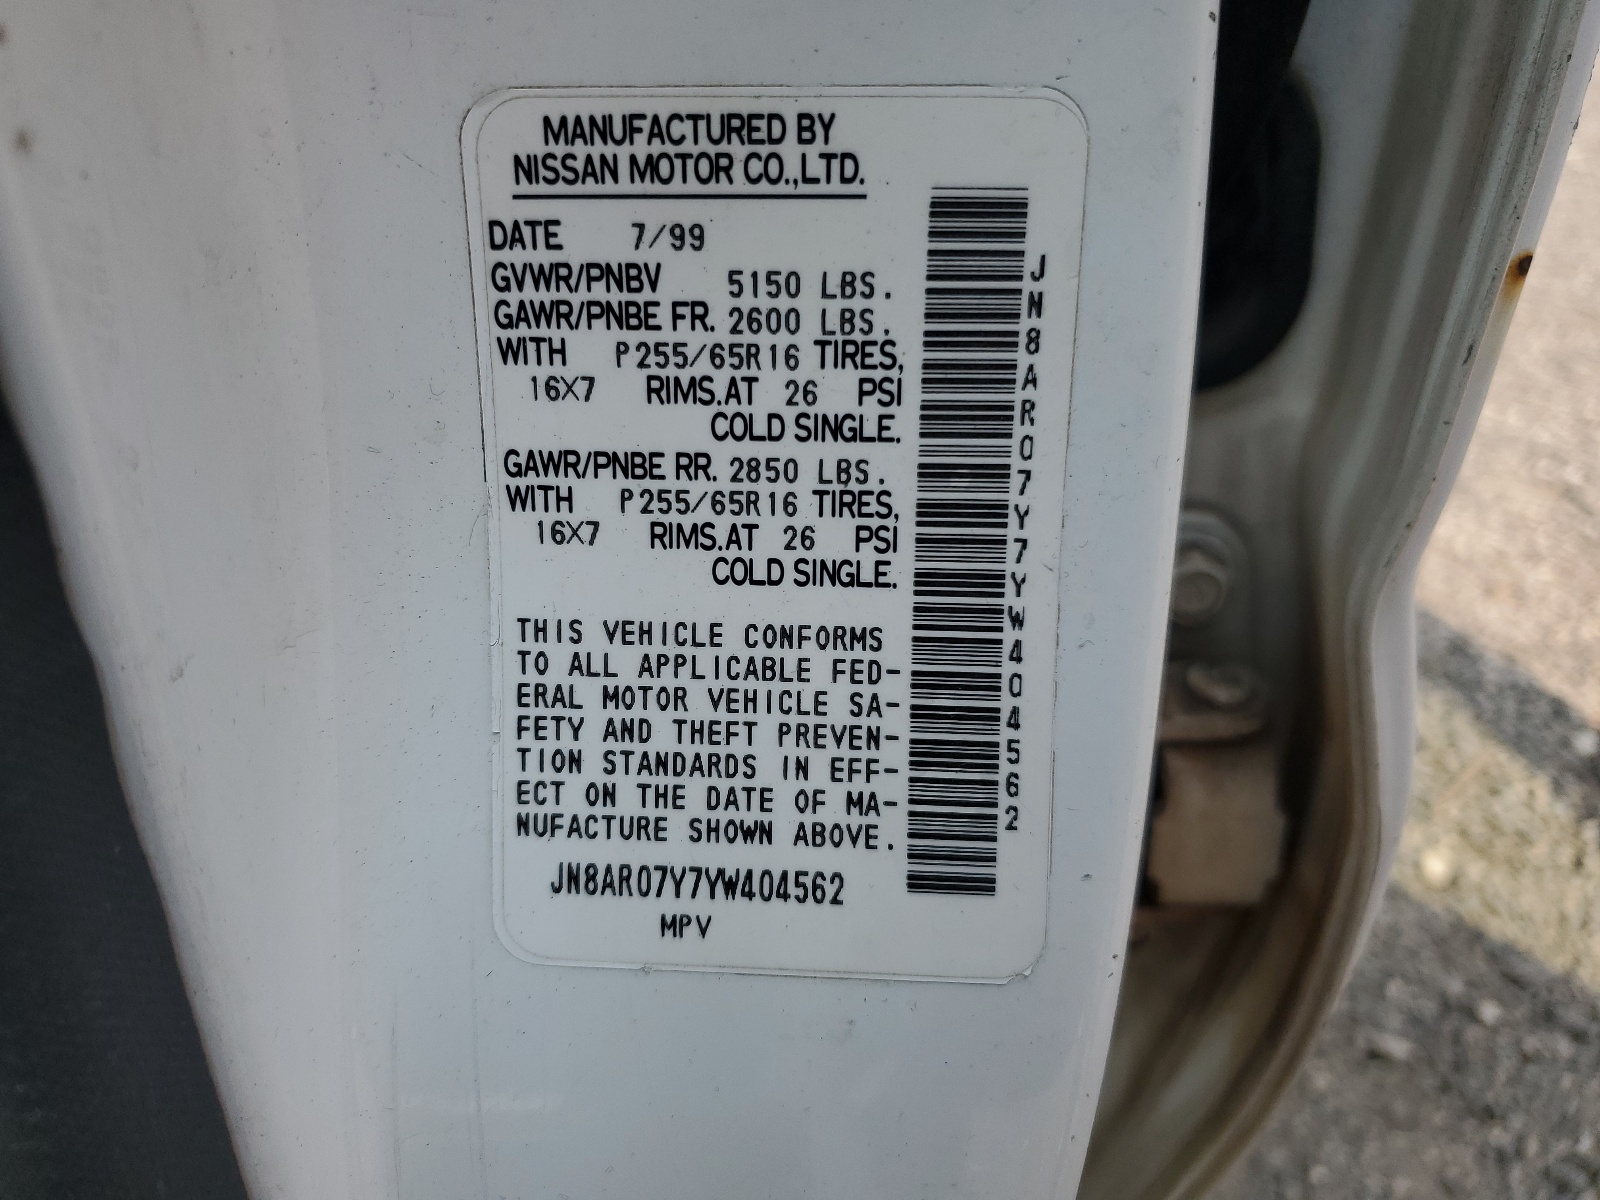 MANUFACTURED BY
NISSAN MOTOR CO.,LTD.
DATE 7/99
GVWR/PNBV 5150 LBS.
GAWR/PNBE FR. 2600 LBS.
WITH P255/65R16 TIRES,
16X7 RIMS.AT 26 PSI
COLD SINGLE.
GAWR/PNBE RR. 2850 LBS.
WITH P255/65R16 TIRES,
16X7 RIMS.AT 26 PSI
COLD SINGLE.
THIS VEHICLE CONFORMS
TO ALL APPLICABLE FED-
ERAL MOTOR VEHICLE SA-
FETY AND THEFT PREVEN-
TION STANDARDS IN EFF-
ECT ON THE DATE OF MA-
NUFACTURE SHOWN ABOVE.
JN8AR07Y7YW404562
MPV
JN8AR07Y7YW404562